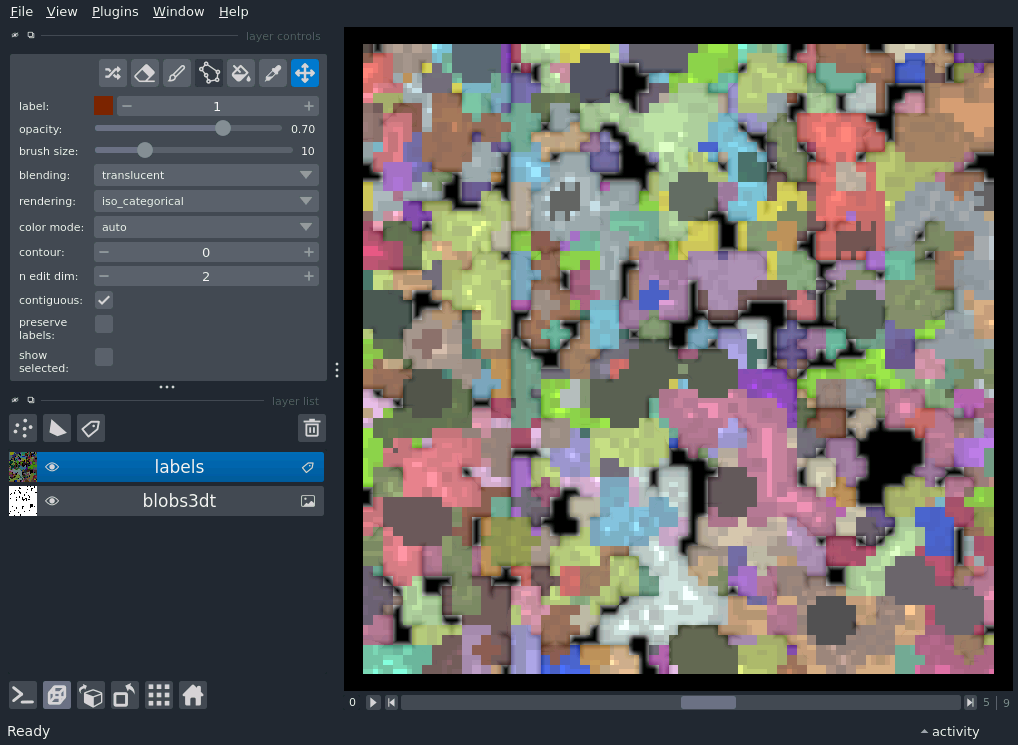 File View Plugins Window Help
layer controls
label: 1
opacity: 0.70
brush size: 10
blending: translucent
rendering: iso_categorical
color mode: auto
contour: 0
n edit dim: 2
contiguous:
preserve
labels:
show
selected:
layer list
labels
blobs3dt
0 5 | 9
Ready activity